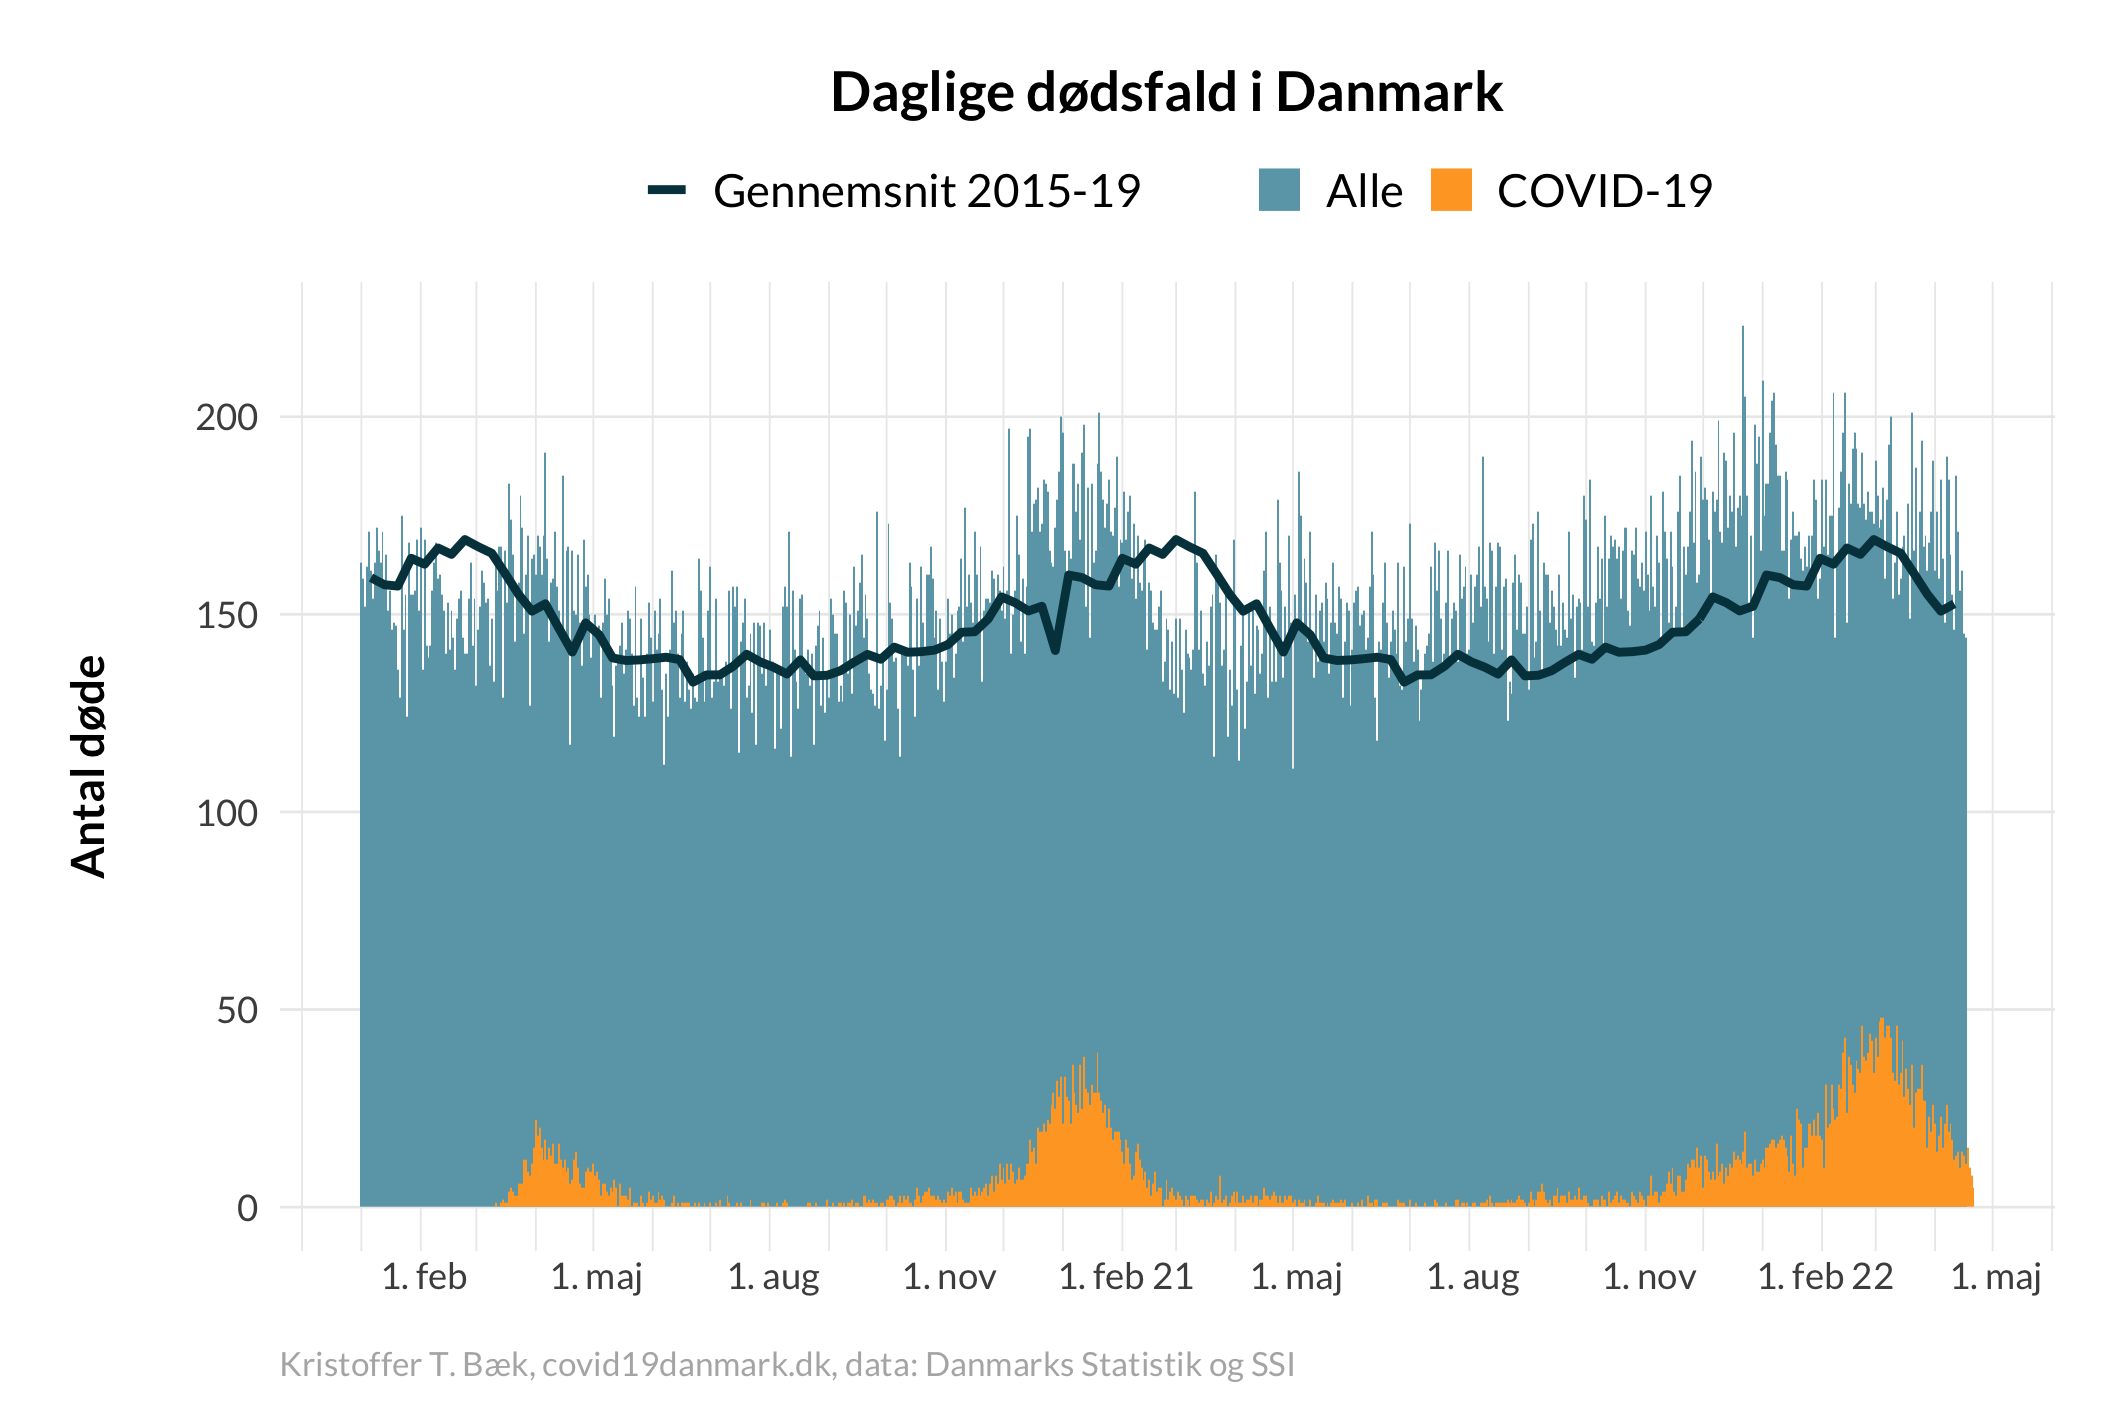 Daglige dødsfald i Danmark
Gennemsnit 2015-19 Alle COVID-19
Antal døde
200
150
100
50
0
1. feb 1. maj 1. aug 1. nov 1. feb 21 1. maj 1. aug 1. nov 1. feb 22 1. maj
Kristoffer T. Bæk, covid19danmark.dk, data: Danmarks Statistik og SSI